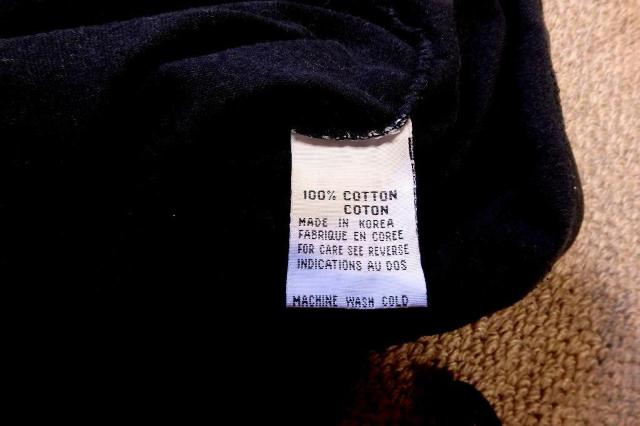 100% COTTON
COTON
MADE IN KOREA
FABRIQUE EN COREE
FOR CARE SEE REVERSE
INDICATIONS AU DOS
MACHINE WASH COLD